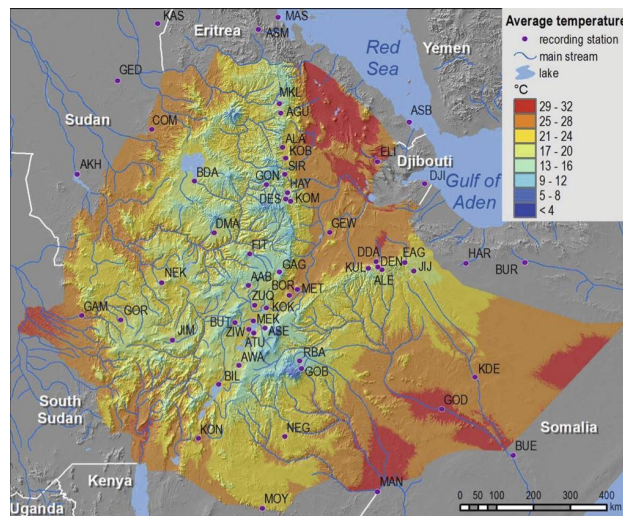 KAS
MAS
Eritrea
ASM
Red
Sea
Yemen
GED
MKL
AGU
Sudan
COM
ASB
ALA
KOB
ELI
Djibouti
SIR
AKH
BDA
GON
HAY
DJI
Gulf of
Aden
DES
KOM
DMA
GEW
FIT
DDA
EAG
DEN
HAR
BUR
NEK
GAG
KUL
ALE
JIJ
AAB
BOR
MET
ZUQ
KOK
GAM
GOR
BUT
MEK
ZIW
ASE
JIM
ATU
AWA
RBA
GOB
BIL
KDE
South
Sudan
GOD
Somalia
KON
NEG
BUE
Kenya
MAN
Uganda
MOY
Average temperature
recording station
main stream
lake
°C
29 - 32
25 - 28
21 - 24
17 - 20
13 - 16
9 - 12
5 - 8
< 4
0 50 100 200 300 400
km